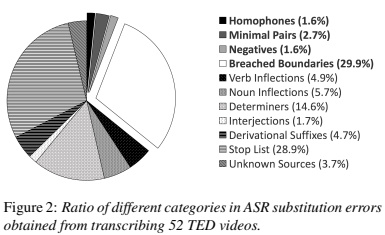 Homophones (1.6%)
Minimal Pairs (2.7%)
Negatives (1.6%)
Breached Boundaries (29.9%)
Verb Inflections (4.9%)
Noun Inflections (5.7%)
Determiners (14.6%)
Interjections (1.7%)
Derivational Suffixes (4.7%)
Stop List (28.9%)
Unknown Sources (3.7%)
Figure 2: Ratio of different categories in ASR substitution errors
obtained from transcribing 52 TED videos.